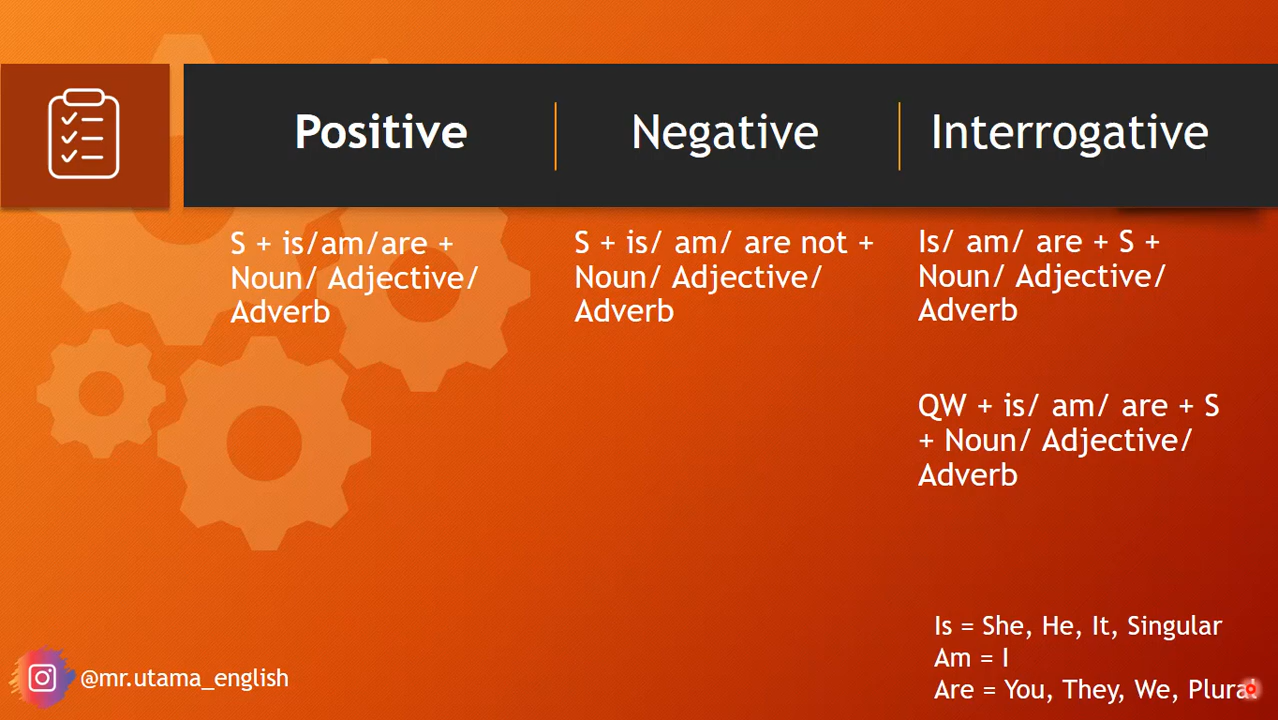 Positive
Negative
Interrogative
S + is/am/are +
Noun/ Adjective/
Adverb
S + is/ am/ are not +
Noun/ Adjective/
Adverb
Is/ am/ are + S +
Noun/ Adjective/
Adverb
QW + is/ am/ are + S
+ Noun/ Adjective/
Adverb
Is = She, He, It, Singular
Am = I
Are = You, They, We, Plural
@mr.utama_english